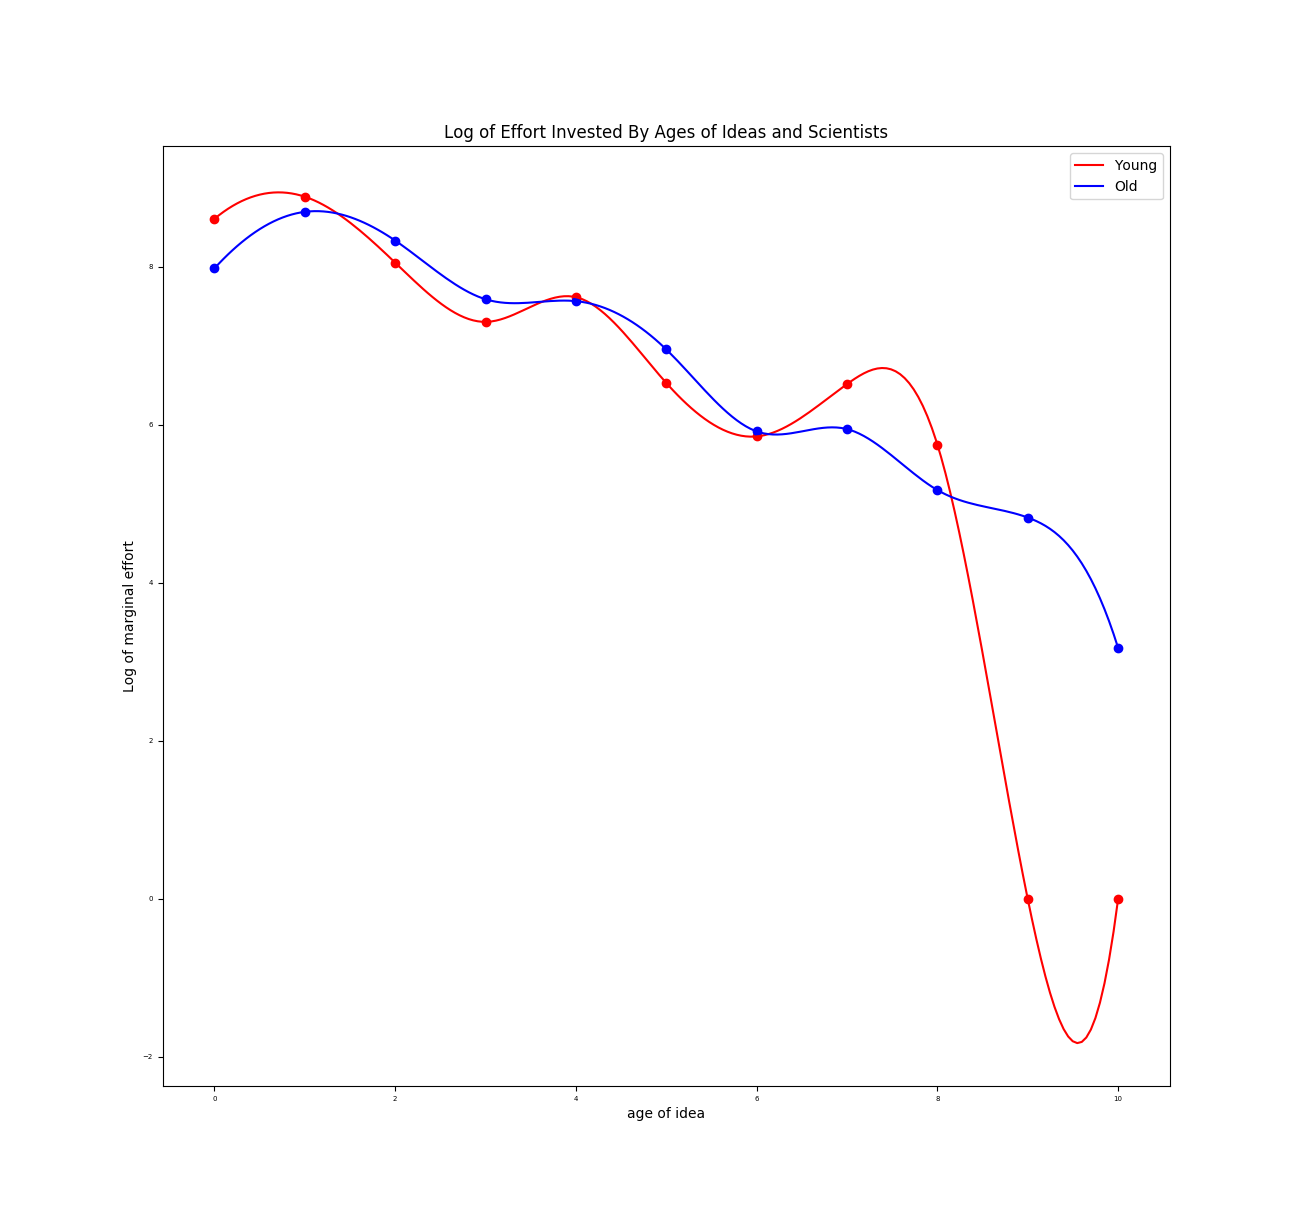 Log of Effort Invested By Ages of Ideas and Scientists
Young
Old
8
6
4
2
0
−2
Log of marginal effort
0 2 4 6 8 10
age of idea